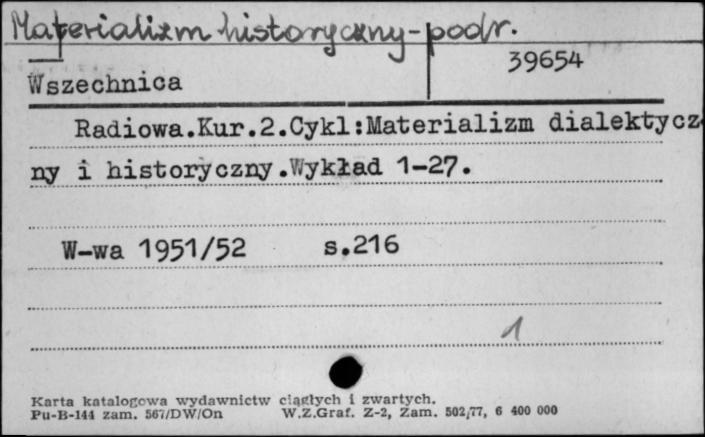 Materializm historyczny-podr.
39654
Wszechnica
Radiowa.Kur.2.Cykl:Materializm dialektycz
ny i historyczny.Wykład 1-27.
W-wa 1951/52 s.216
1
Karta katalogowa wydawnictw ciągłych i zwartych.
Pu-B-144 zam. 567/DW/On W.Z.Graf. Z-2, Zam. 502/77, 6 400 000